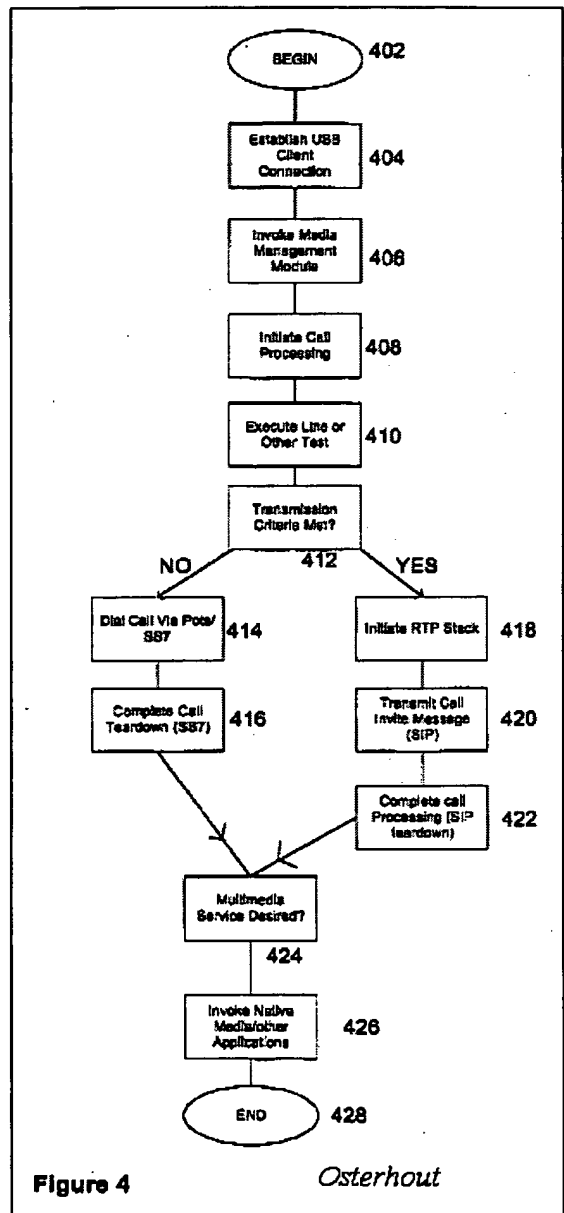 BEGIN
402
Establish USB
Client
Connection
404
Invoke Media
Management
Module
406
Initiate Call
Processing
408
Execute Line or
Other Test
410
Transmission
Criteria Met?
412
NO
YES
Dial Call Via Pots/
SS7
414
Initiate RTP Stack
418
Complete Call
Teardown (SS7)
416
Transmit Call
Invite Message
(SIP)
420
Complete call
Processing (SIP
teardown)
422
Multimedia
Service Desired?
424
Invoke Native
Media/other
Applications
426
END
428
Figure 4
Osterhout